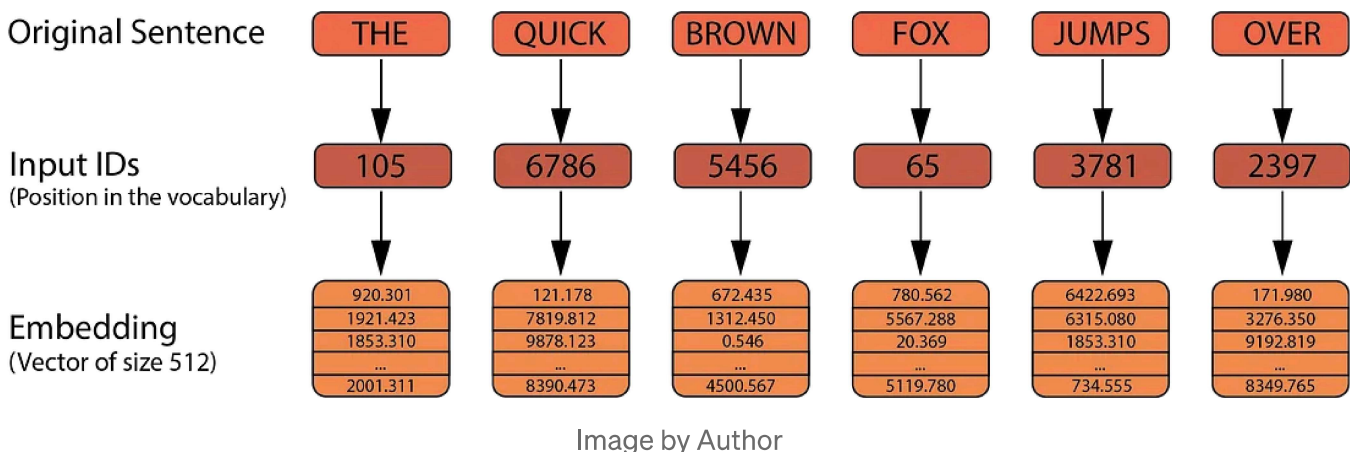 Original Sentence THE QUICK BROWN FOX JUMPS OVER
Input IDs 105 6786 5456 65 3781 2397
(Position in the vocabulary)
Embedding
(Vector of size 512)
920.301 121.178 672.435 780.562 6422.693 171.980
1921.423 7819.812 1312.450 5567.288 6315.080 3276.350
1853.310 9878.123 0.546 20.369 1853.310 9192.819
... ... ... ... ... ...
2001.311 8390.473 4500.567 5119.780 734.555 8349.765
Image by Author